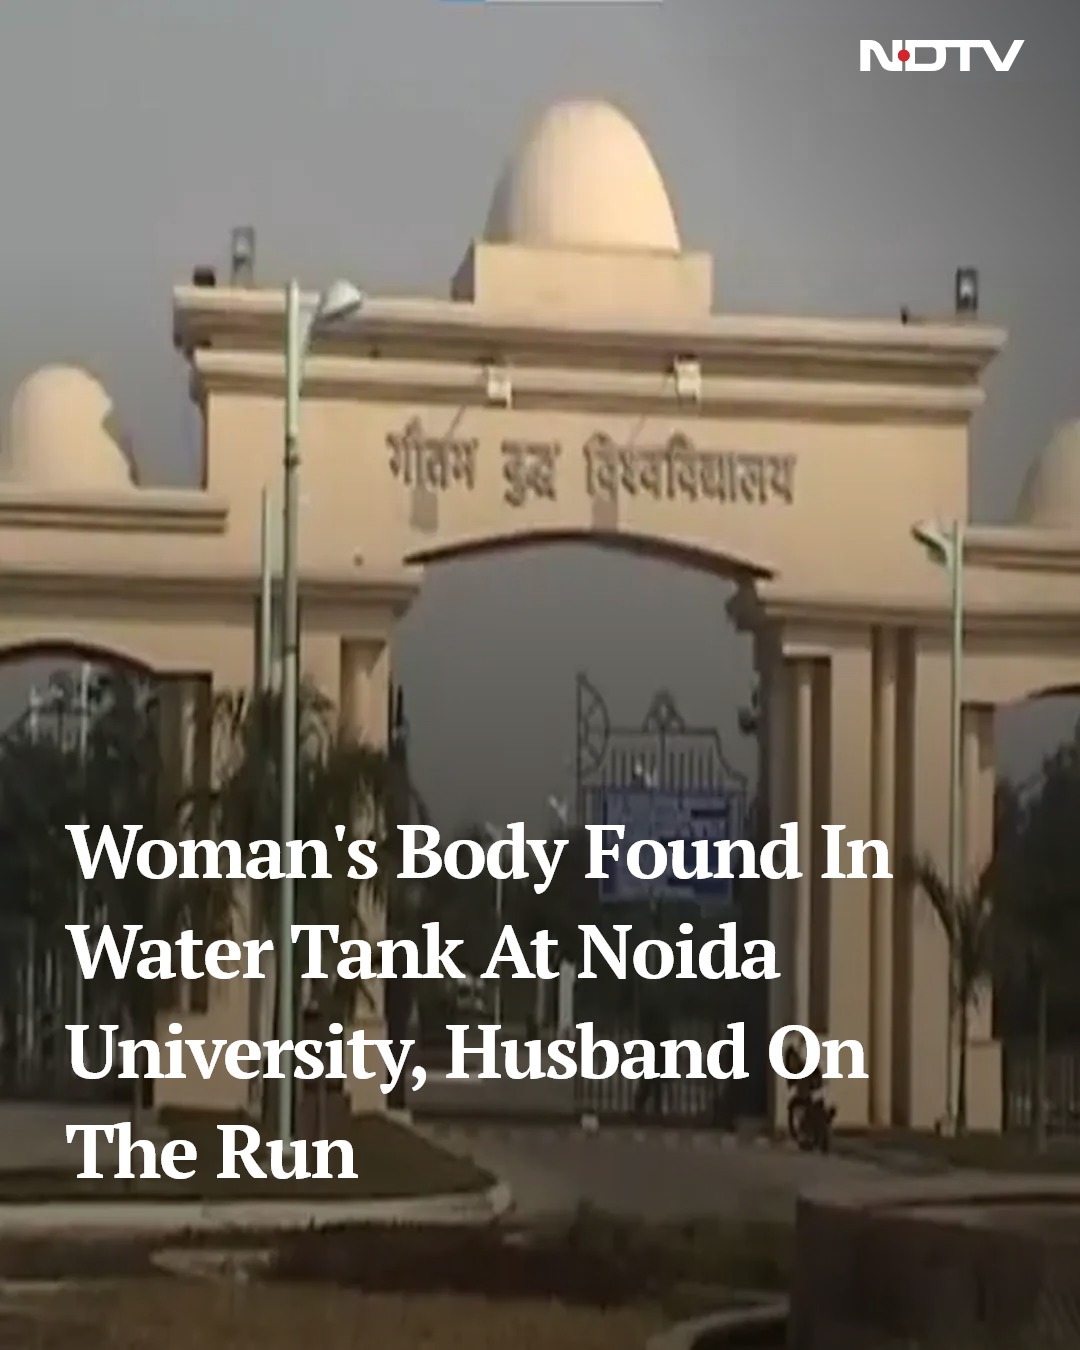 NDTV
गौतम बुद्ध विश्वविद्यालय
Woman's Body Found In
Water Tank At Noida
University, Husband On
The Run